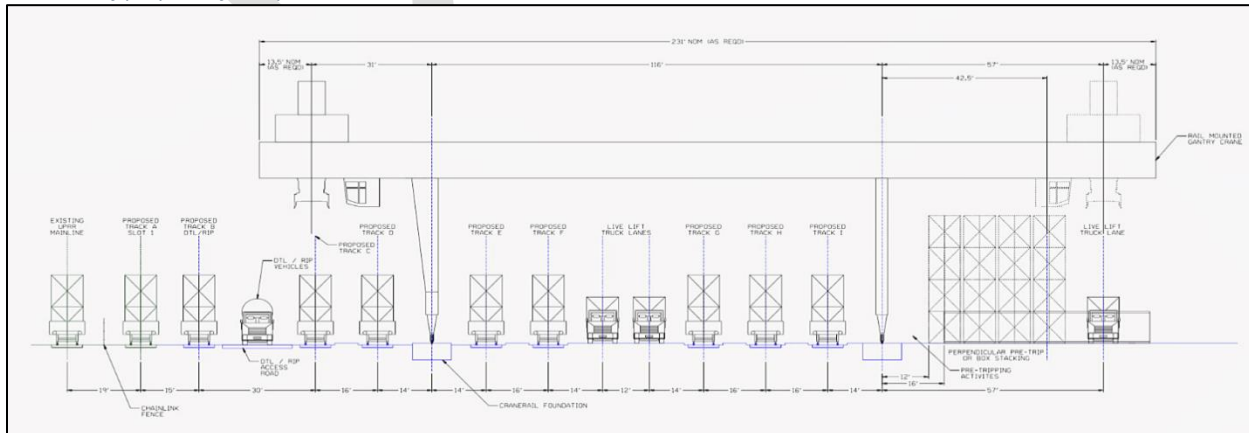 231' NOM (AS REQD)
13.5' NOM
(AS REQD)
31'
116'
57'
13.5' NOM
(AS REQD)
42.5'
RAIL MOUNTED
GANTRY CRANE
EXISTING
UPRR
MAINLINE
PROPOSED
TRACK A
SLOT 1
PROPOSED
TRACK B
DTL/RIP
DTL / RIP
VEHICLES
PROPOSED
TRACK C
PROPOSED
TRACK D
PROPOSED
TRACK E
PROPOSED
TRACK F
LIVE LIFT
TRUCK LANES
PROPOSED
TRACK G
PROPOSED
TRACK H
PROPOSED
TRACK I
LIVE LIFT
TRUCK LANE
DTL / RIP
ACCESS
ROAD
PERPENDICULAR PRE-TRIP
OR BOX STACKING
PRE-TRIPPING
ACTIVITES
12'
16'
19'
15'
30'
16'
14'
14'
16'
14'
12'
14'
16'
16'
14'
57'
CHAINLINK
FENCE
CRANERAIL FOUNDATION